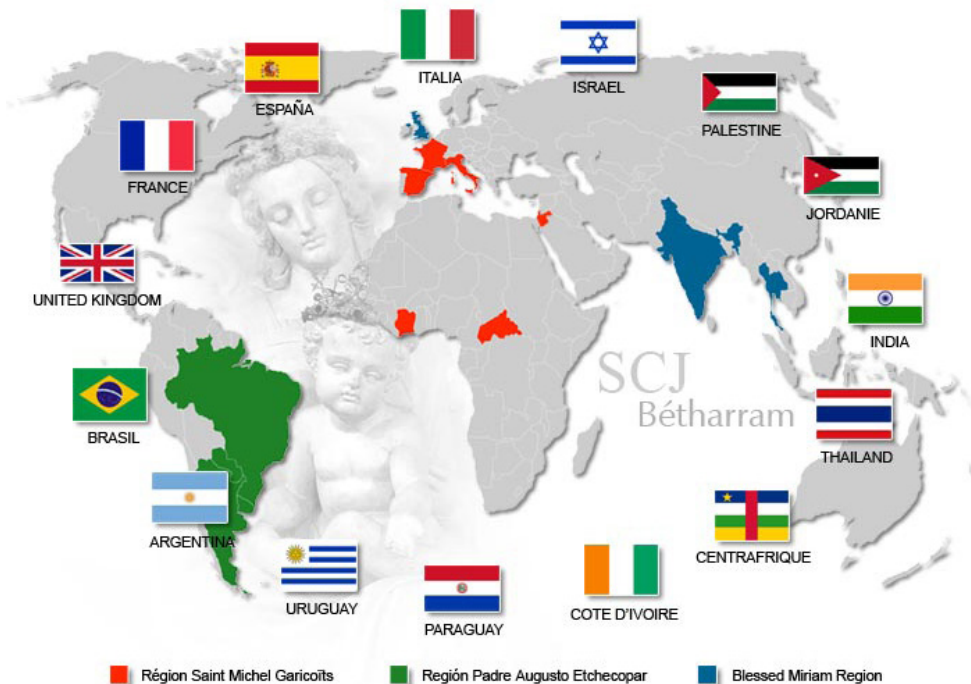 ITALIA
ISRAEL
ESPAÑA
PALESTINE
FRANCE
JORDANIE
UNITED KINGDOM
INDIA
SCJ
Bétharram
BRASIL
THAILAND
ARGENTINA
CENTRAFRIQUE
URUGUAY
COTE D'IVOIRE
PARAGUAY
Région Saint Michel Garicoïts
Región Padre Augusto Etchecopar
Blessed Miriam Region